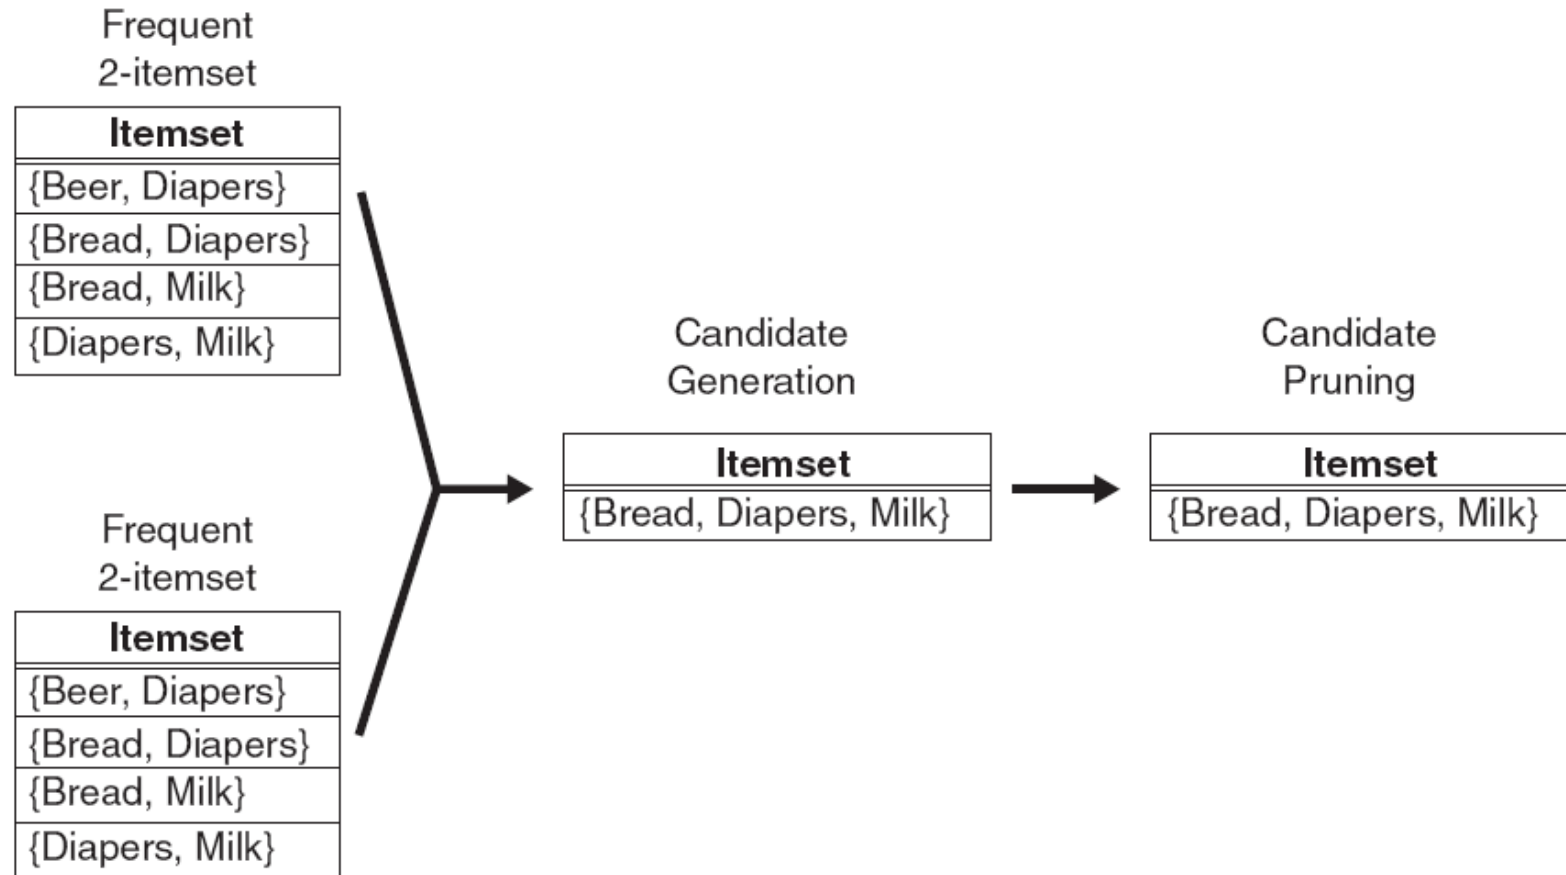 Frequent
2-itemset
Itemset
{Beer, Diapers}
{Bread, Diapers}
{Bread, Milk}
{Diapers, Milk}
Frequent
2-itemset
Itemset
{Beer, Diapers}
{Bread, Diapers}
{Bread, Milk}
{Diapers, Milk}
Candidate
Generation
Itemset
{Bread, Diapers, Milk}
Candidate
Pruning
Itemset
{Bread, Diapers, Milk}